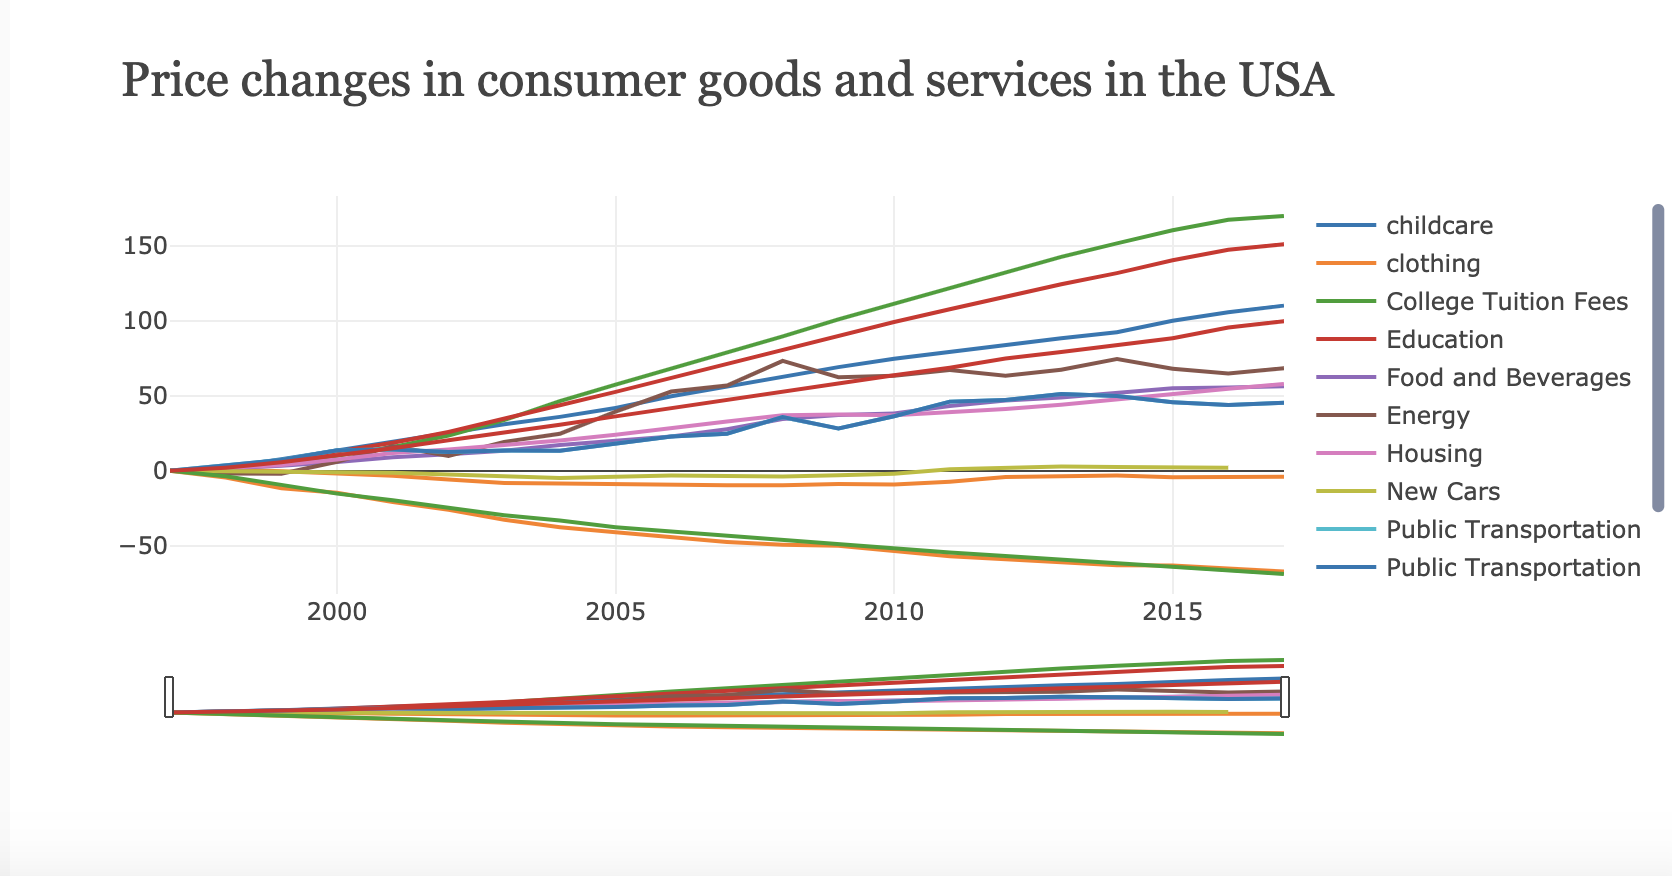 Price changes in consumer goods and services in the USA
150
100
50
0
−50
2000
2005
2010
2015
childcare
clothing
College Tuition Fees
Education
Food and Beverages
Energy
Housing
New Cars
Public Transportation
Public Transportation